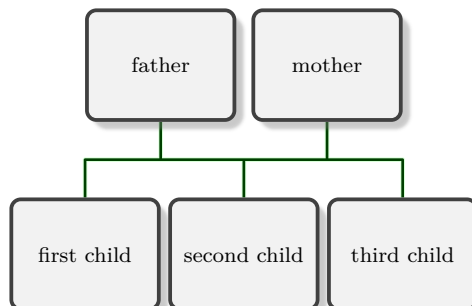 father
mother
first child
second child
third child